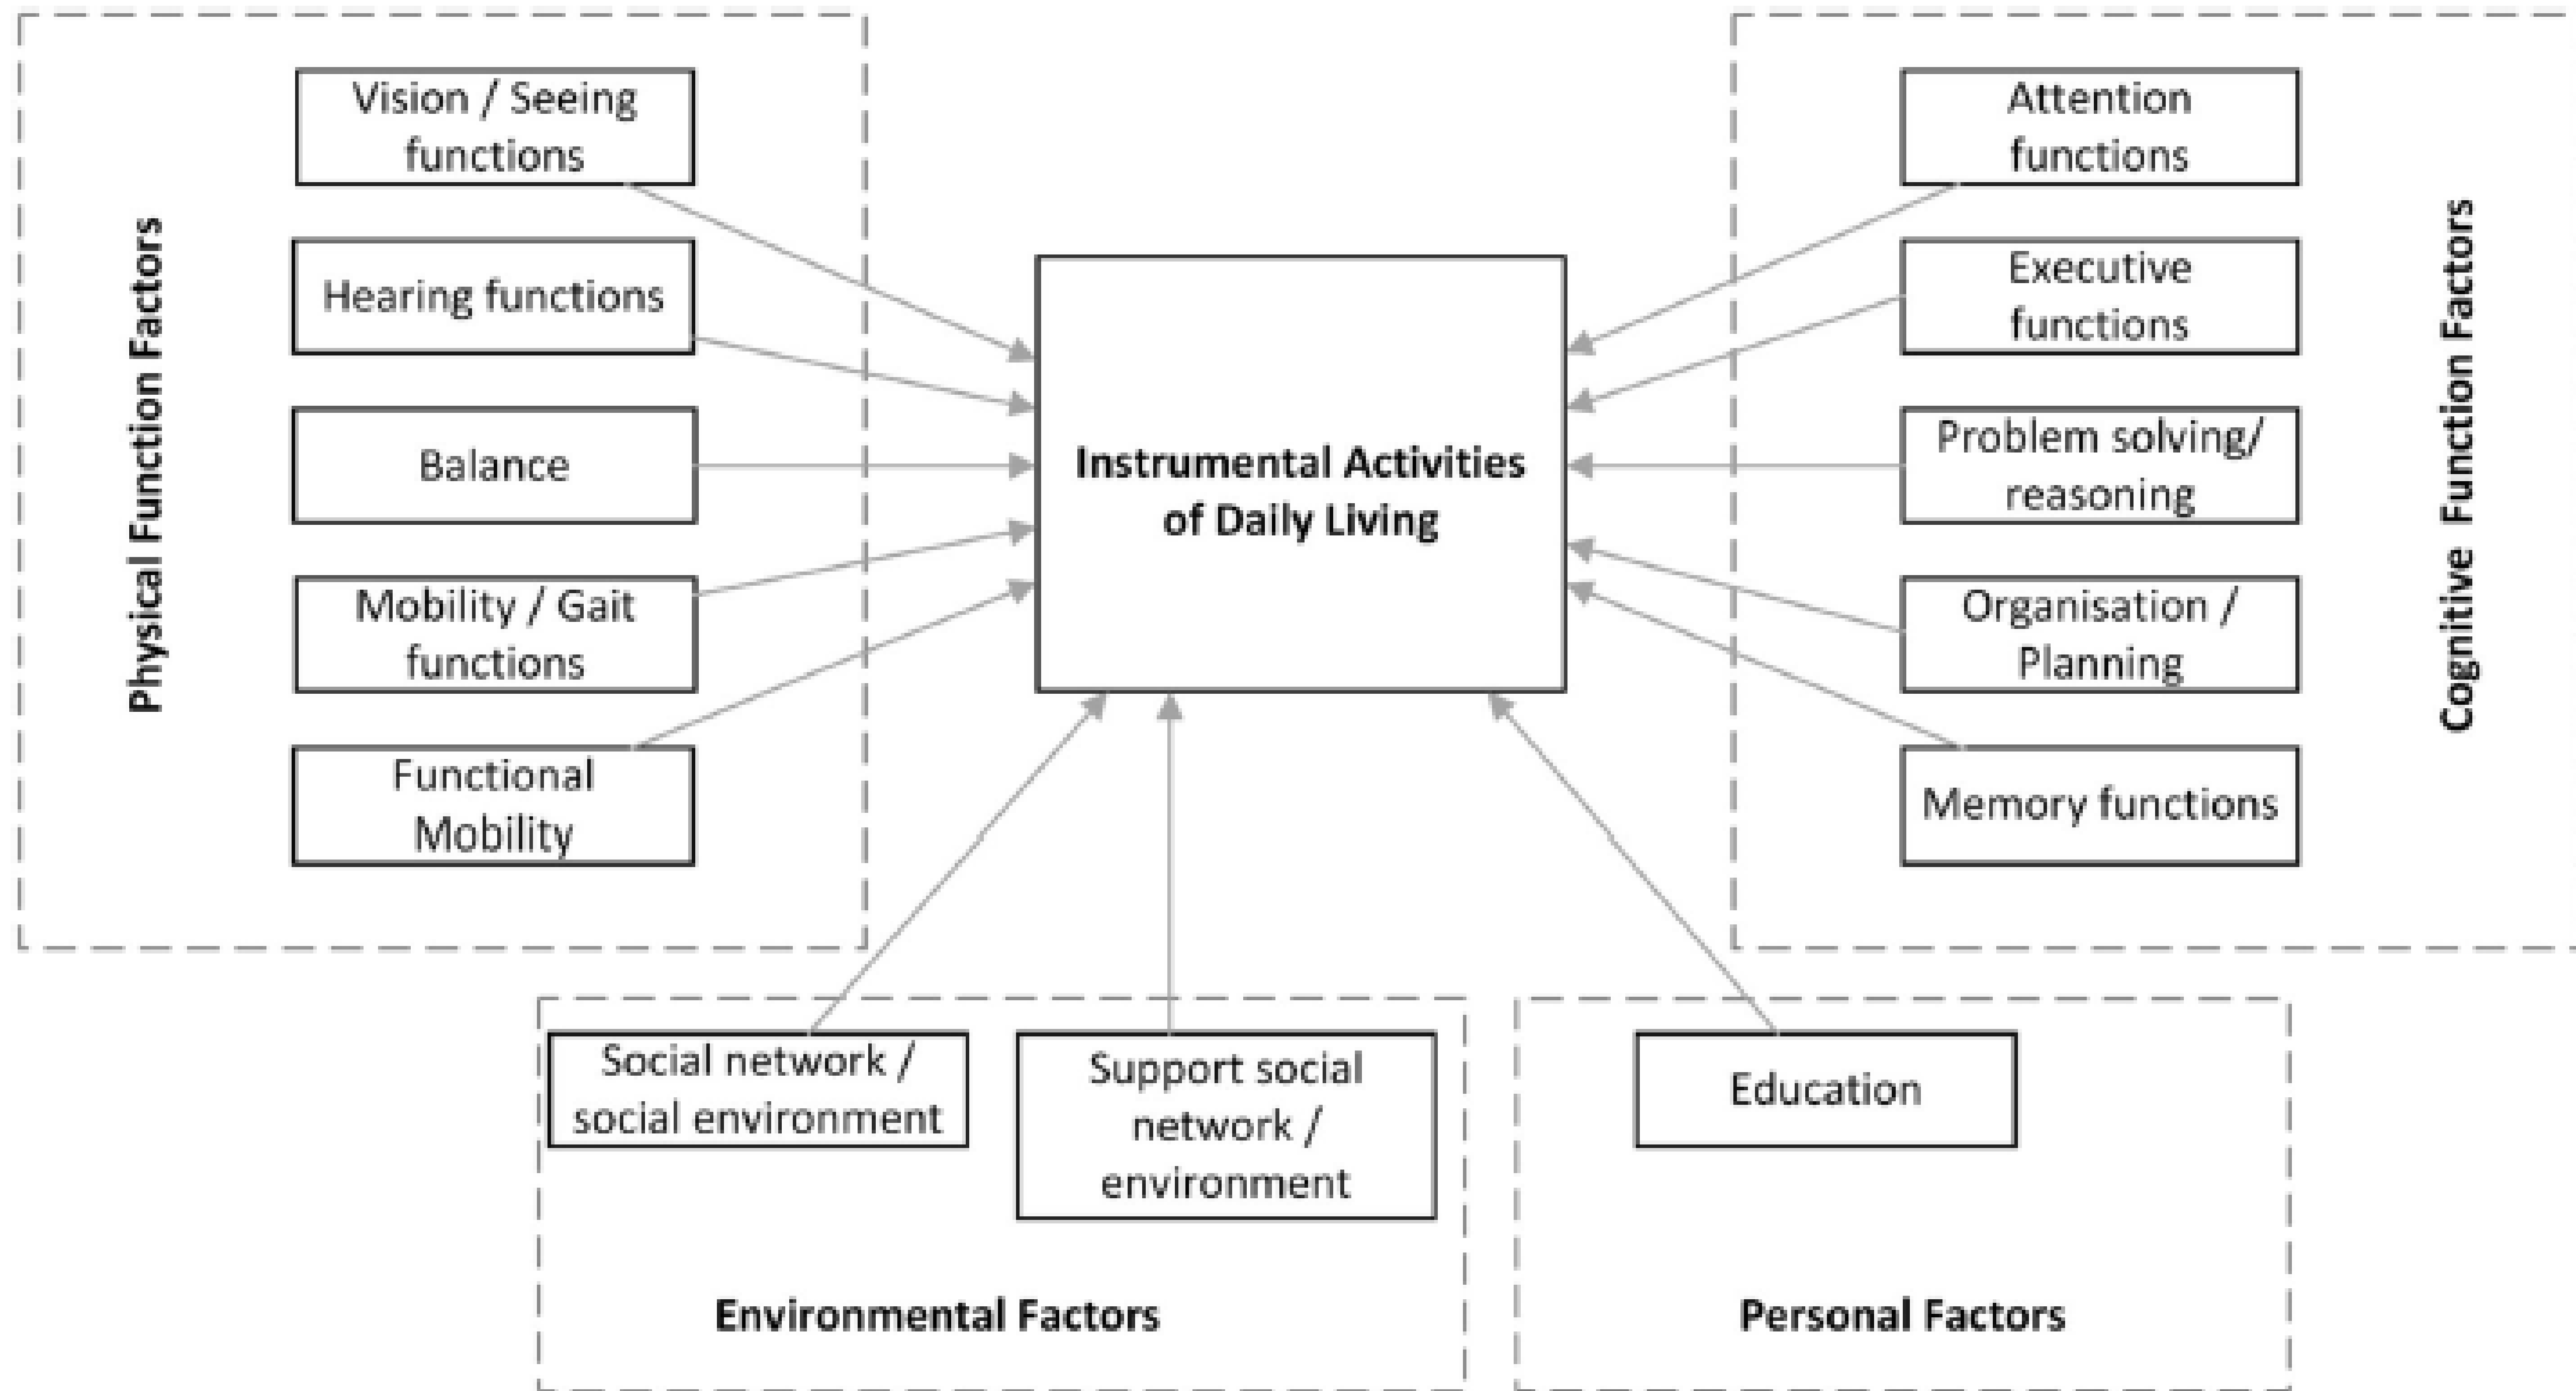 Physical Function Factors
Vision / Seeing
functions
Hearing functions
Balance
Mobility / Gait
functions
Functional
Mobility
Instrumental Activities
of Daily Living
Attention
functions
Executive
functions
Problem solving/
reasoning
Organisation /
Planning
Memory functions
Cognitive Function Factors
Social network /
social environment
Support social
network /
environment
Environmental Factors
Education
Personal Factors